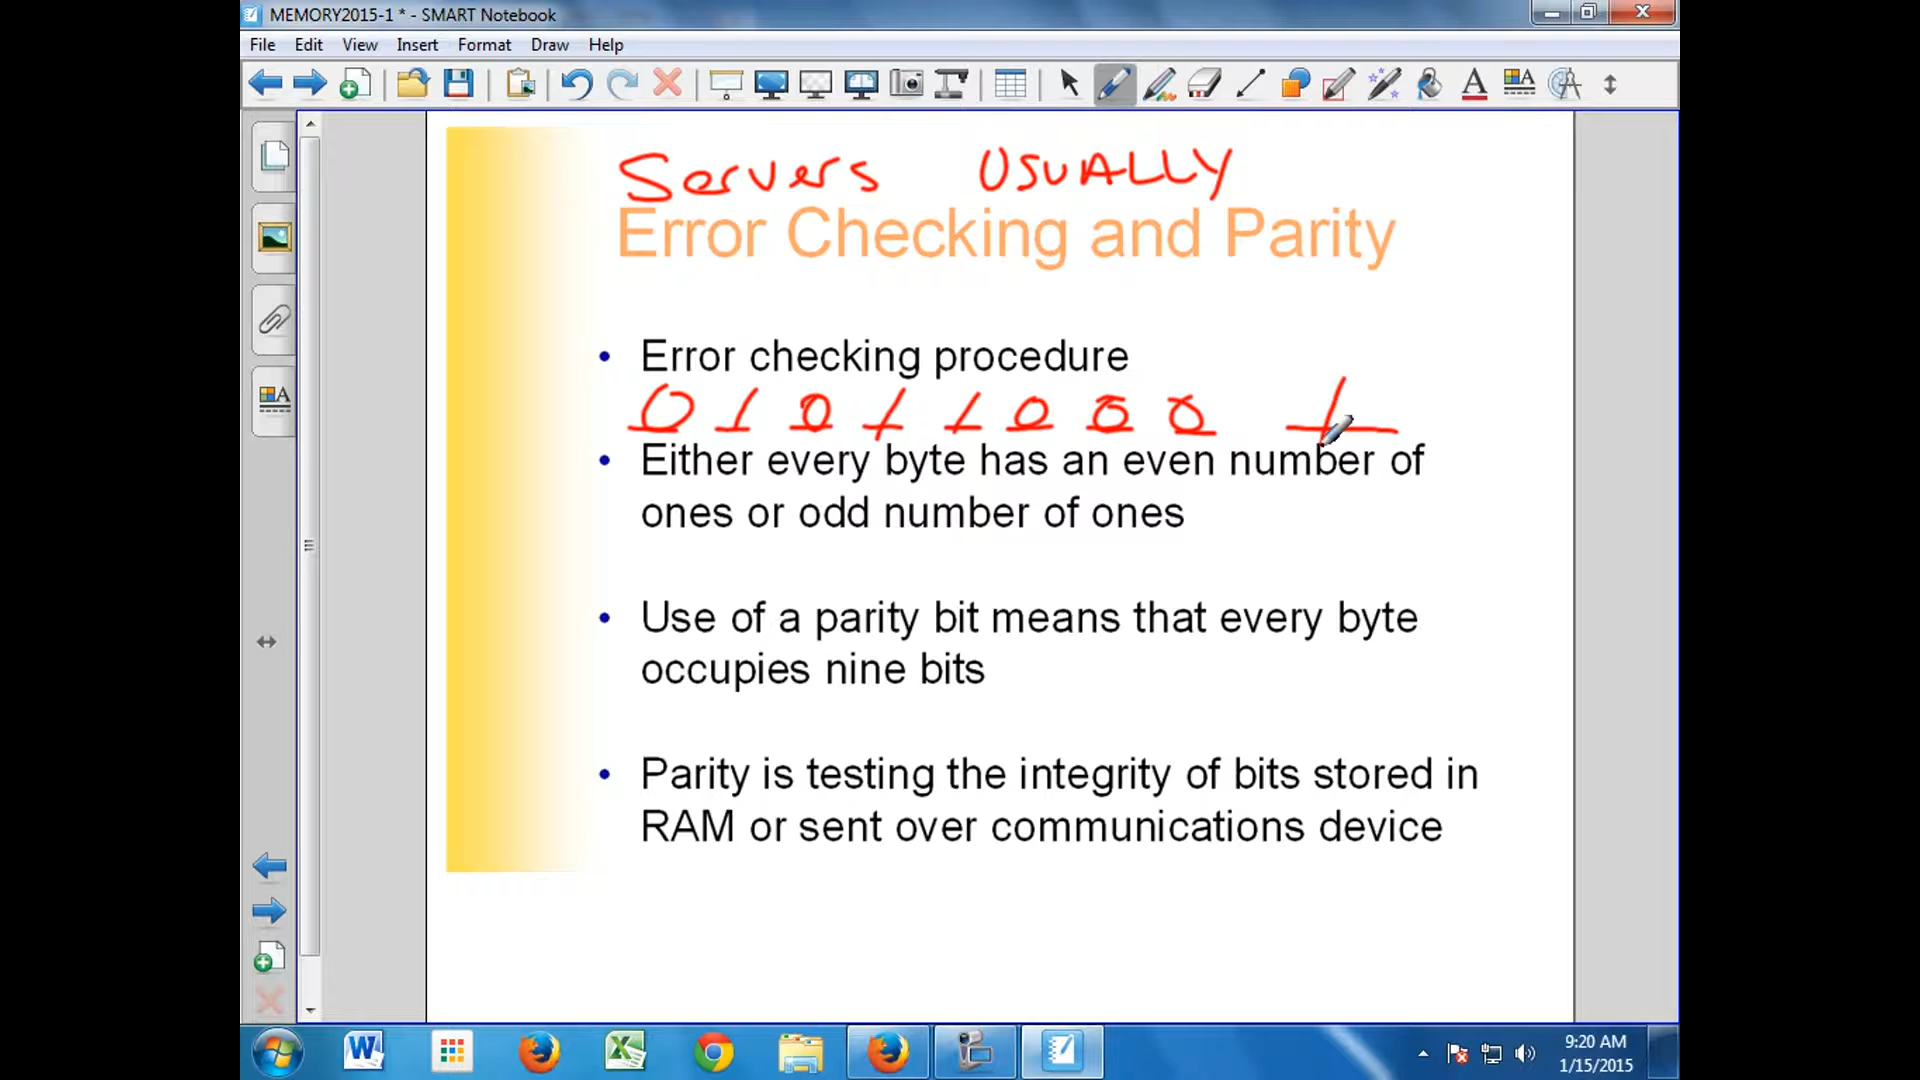 MEMORY2015-1 * - SMART Notebook
File Edit View Insert Format Draw Help
Servers USUALLY
Error Checking and Parity
• Error checking procedure
0 1 0 1 1 0 0 0 1
• Either every byte has an even number of
ones or odd number of ones
• Use of a parity bit means that every byte
occupies nine bits
• Parity is testing the integrity of bits stored in
RAM or sent over communications device
9:20 AM
1/15/2015